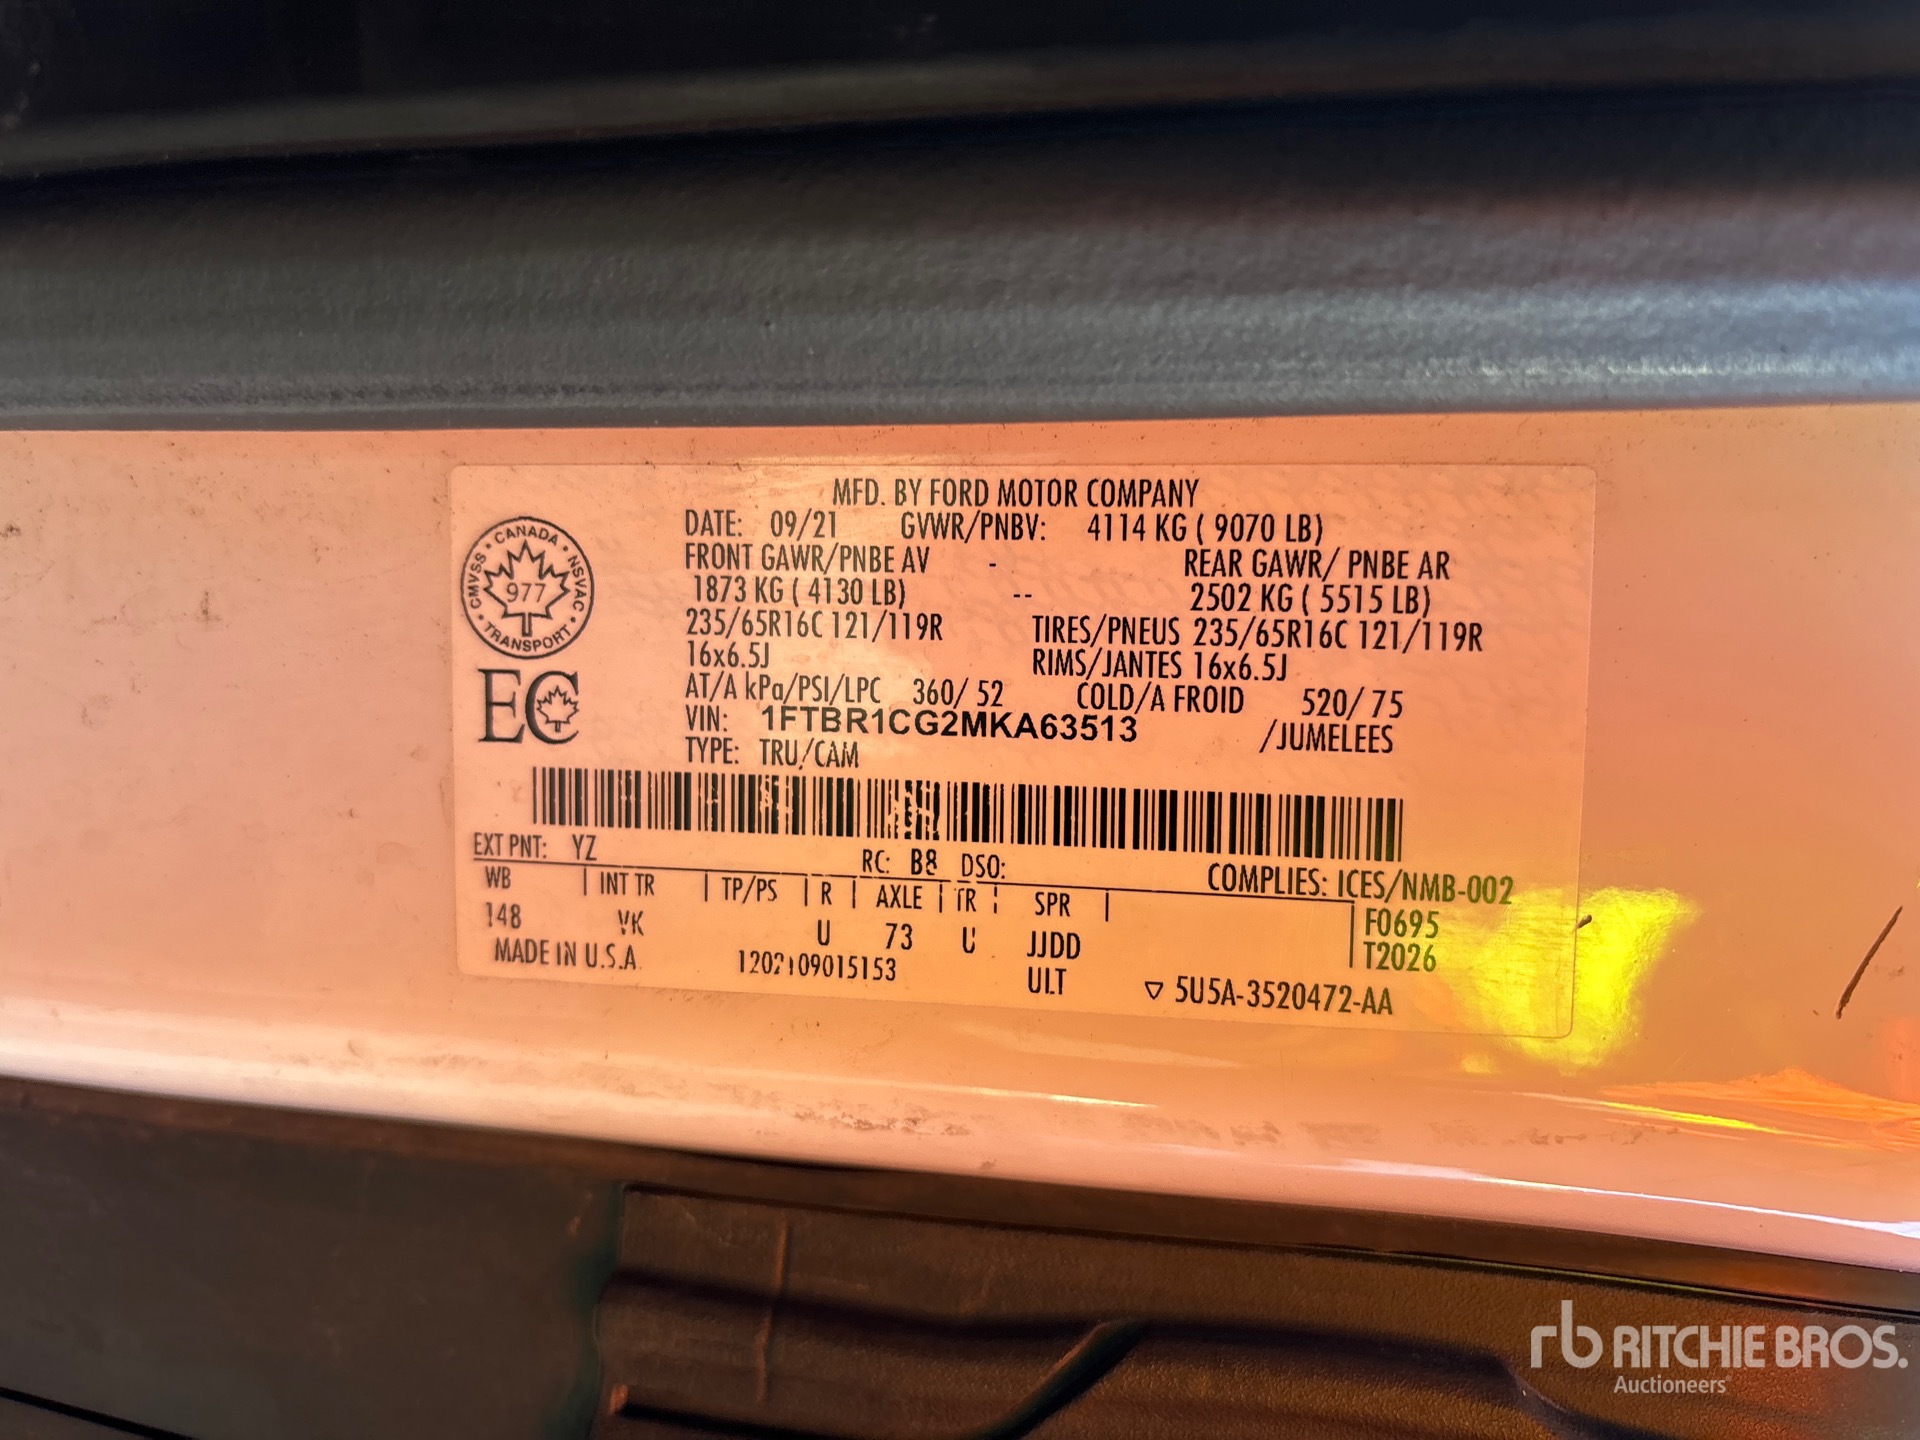 MFD. BY FORD MOTOR COMPANY
DATE: 09/21 GVWR/PNBV: 4114 KG ( 9070 LB)
FRONT GAWR/PNBE AV - REAR GAWR/ PNBE AR
1873 KG ( 4130 LB) -- 2502 KG ( 5515 LB)
235/65R16C 121/119R TIRES/PNEUS 235/65R16C 121/119R
16x6.5J RIMS/JANTES 16x6.5J
AT/A kPa/PSI/LPC 360/ 52 COLD/A FROID 520/ 75
VIN: 1FTBR1CG2MKA63513 /JUMELEES
TYPE: TRU/CAM
CANADA • NSVAC • TRANSPORT • CMVSS •
977
EC
EXT PNT: YZ RC: B8 DSO: COMPLIES: ICES/NMB-002
WB | INT TR | TP/PS | R | AXLE | TR | SPR | F0695
148 VK U 73 U JJDD T2026
MADE IN U.S.A. 1202109015153 ULT ▽ 5U5A-3520472-AA
rb RITCHIE BROS.
Auctioneers